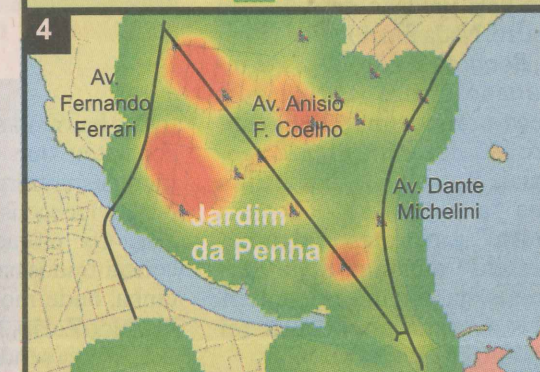 4
Av.
Fernando
Ferrari
Av. Anisio
F. Coelho
Av. Dante
Michelini
Jardim
da Penha